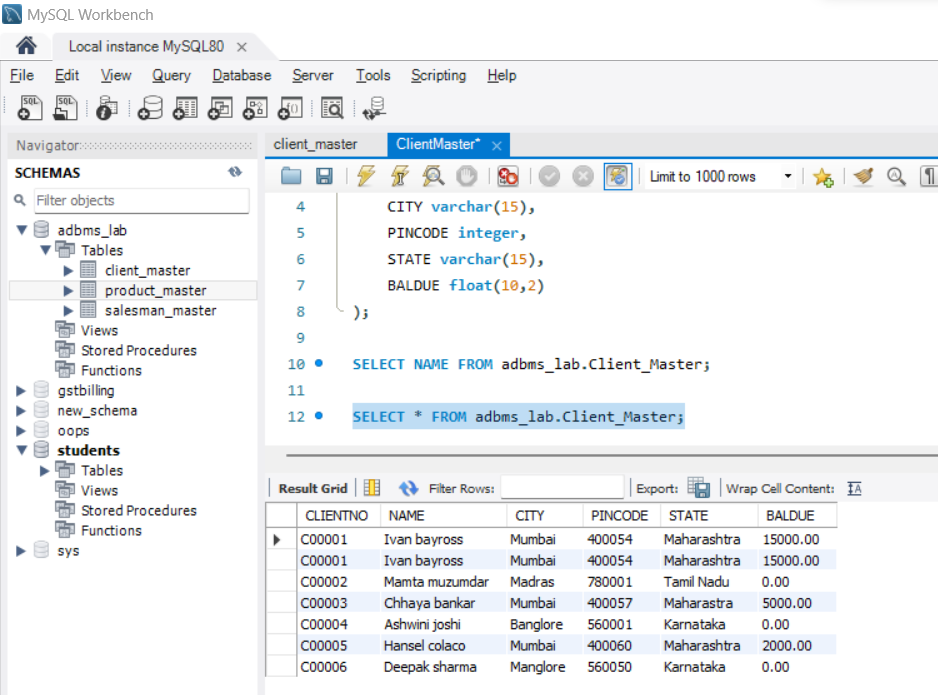 MySQL Workbench
Local instance MySQL80
File Edit View Query Database Server Tools Scripting Help
SQL SQL
Navigator
SCHEMAS
Filter objects
adbms_lab
Tables
client_master
product_master
salesman_master
Views
Stored Procedures
Functions
gstbilling
new_schema
oops
students
Tables
Views
Stored Procedures
Functions
sys
client_master ClientMaster*
Limit to 1000 rows
4 CITY varchar(15),
5 PINCODE integer,
6 STATE varchar(15),
7 BALDUE float(10,2)
8 );
9
10 SELECT NAME FROM adbms_lab.Client_Master;
11
12 SELECT * FROM adbms_lab.Client_Master;
Result Grid Filter Rows: Export: Wrap Cell Content: IA
CLIENTNO NAME CITY PINCODE STATE BALDUE
C00001 Ivan bayross Mumbai 400054 Maharashtra 15000.00
C00001 Ivan bayross Mumbai 400054 Maharashtra 15000.00
C00002 Mamta muzumdar Madras 780001 Tamil Nadu 0.00
C00003 Chhaya bankar Mumbai 400057 Maharastra 5000.00
C00004 Ashwini joshi Banglore 560001 Karnataka 0.00
C00005 Hansel colaco Mumbai 400060 Maharashtra 2000.00
C00006 Deepak sharma Manglore 560050 Karnataka 0.00